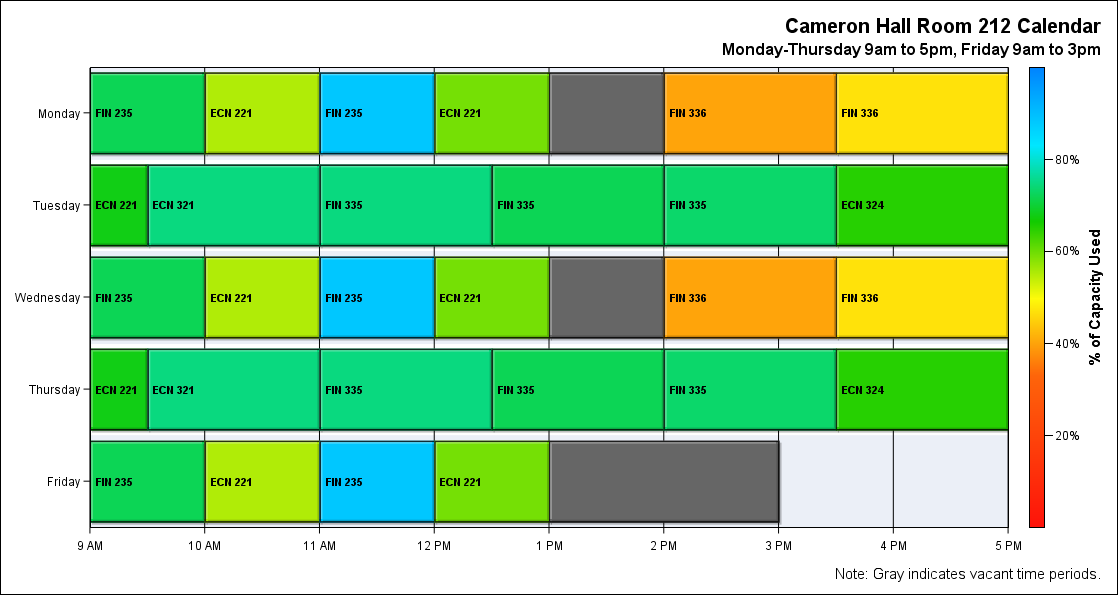 Cameron Hall Room 212 Calendar
Monday-Thursday 9am to 5pm, Friday 9am to 3pm
Monday
FIN 235
ECN 221
FIN 235
ECN 221
FIN 336
FIN 336
Tuesday
ECN 221
ECN 321
FIN 335
FIN 335
FIN 335
ECN 324
Wednesday
FIN 235
ECN 221
FIN 235
ECN 221
FIN 336
FIN 336
Thursday
ECN 221
ECN 321
FIN 335
FIN 335
FIN 335
ECN 324
Friday
FIN 235
ECN 221
FIN 235
ECN 221
9 AM
10 AM
11 AM
12 PM
1 PM
2 PM
3 PM
4 PM
5 PM
80%
60%
40%
20%
% of Capacity Used
Note: Gray indicates vacant time periods.